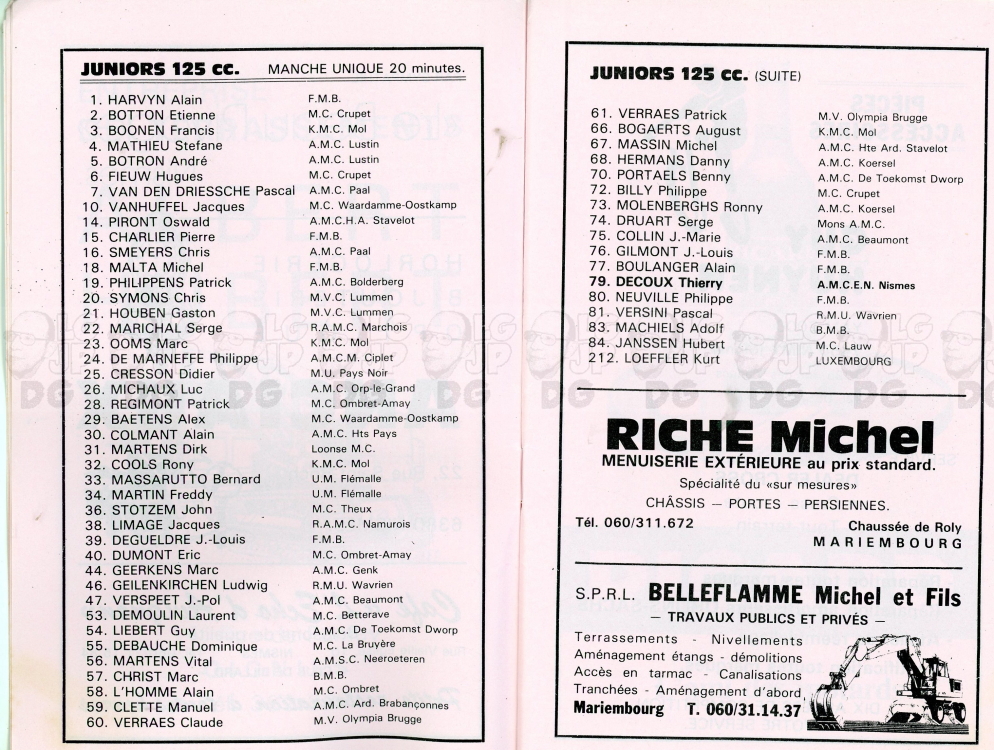 JUNIORS 125 cc. MANCHE UNIQUE 20 minutes.
1. HARVYN Alain F.M.B.
2. BOTTON Etienne M.C. Crupet
3. BOONEN Francis K.M.C. Mol
4. MATHIEU Stefane A.M.C. Lustin
5. BOTRON André A.M.C. Lustin
6. FIEUW Hugues M.C. Crupet
7. VAN DEN DRIESSCHE Pascal A.M.C. Paal
10. VANHUFFEL Jacques M.C. Waardamme-Oostkamp
14. PIRONT Oswald A.M.C.H.A. Stavelot
15. CHARLIER Pierre F.M.B.
16. SMEYERS Chris A.M.C. Paal
18. MALTA Michel F.M.B.
19. PHILIPPENS Patrick A.M.C. Bolderberg
20. SYMONS Chris M.V.C. Lummen
21. HOUBEN Gaston M.V.C. Lummen
22. MARICHAL Serge R.A.M.C. Marchois
23. OOMS Marc K.M.C. Mol
24. DE MARNEFFE Philippe A.M.C.M. Ciplet
25. CRESSON Didier M.U. Pays Noir
26. MICHAUX Luc A.M.C. Orp-le-Grand
28. REGIMONT Patrick M.C. Ombret-Amay
29. BAETENS Alex M.C. Waardamme-Oostkamp
30. COLMANT Alain A.M.C. Hts Pays
31. MARTENS Dirk Loonse M.C.
32. COOLS Rony K.M.C. Mol
33. MASSARUTTO Bernard U.M. Flémalle
34. MARTIN Freddy U.M. Flémalle
36. STOTZEM John M.C. Theux
38. LIMAGE Jacques R.A.M.C. Namurois
39. DEGUELDRE J.-Louis F.M.B.
40. DUMONT Eric M.C. Ombret-Amay
44. GEERKENS Marc A.M.C. Genk
46. GEILENKIRCHEN Ludwig R.M.U. Wavrien
47. VERSPEET J.-Pol A.M.C. Beaumont
53. DEMOULIN Laurent M.C. Betterave
54. LIEBERT Guy A.M.C. De Toekomst Dworp
55. DEBAUCHE Dominique M.C. La Bruyère
56. MARTENS Vital A.M.S.C. Neeroeteren
57. CHRIST Marc B.M.B.
58. L'HOMME Alain M.C. Ombret
59. CLETTE Manuel A.M.C. Ard. Brabançonnes
60. VERRAES Claude M.V. Olympia Brugge
JUNIORS 125 cc. (SUITE)
61. VERRAES Patrick M.V. Olympia Brugge
66. BOGAERTS August K.M.C. Mol
67. MASSIN Michel A.M.C. Hte Ard. Stavelot
68. HERMANS Danny A.M.C. Koersel
70. PORTAELS Benny A.M.C. De Toekomst Dworp
72. BILLY Philippe M.C. Crupet
73. MOLENBERGHS Ronny A.M.C. Koersel
74. DRUART Serge Mons A.M.C.
75. COLLIN J.-Marie A.M.C. Beaumont
76. GILMONT J.-Louis F.M.B.
77. BOULANGER Alain F.M.B.
79. DECOUX Thierry A.M.C.E.N. Nismes
80. NEUVILLE Philippe F.M.B.
81. VERSINI Pascal R.M.U. Wavrien
83. MACHIELS Adolf B.M.B.
84. JANSSEN Hubert M.C. Lauw
212. LOEFFLER Kurt LUXEMBOURG
RICHE Michel
MENUISERIE EXTÉRIEURE au prix standard.
Spécialité du «sur mesures»
CHÂSSIS — PORTES — PERSIENNES.
Tél. 060/311.672 Chaussée de Roly
MARIEMBOURG
S.P.R.L. BELLEFLAMME Michel et Fils
— TRAVAUX PUBLICS ET PRIVÉS —
Terrassements - Nivellements
Aménagement étangs - démolitions
Accès en tarmac - Canalisations
Tranchées - Aménagement d'abord
Mariembourg T. 060/31.14.37
LG
JP
DG